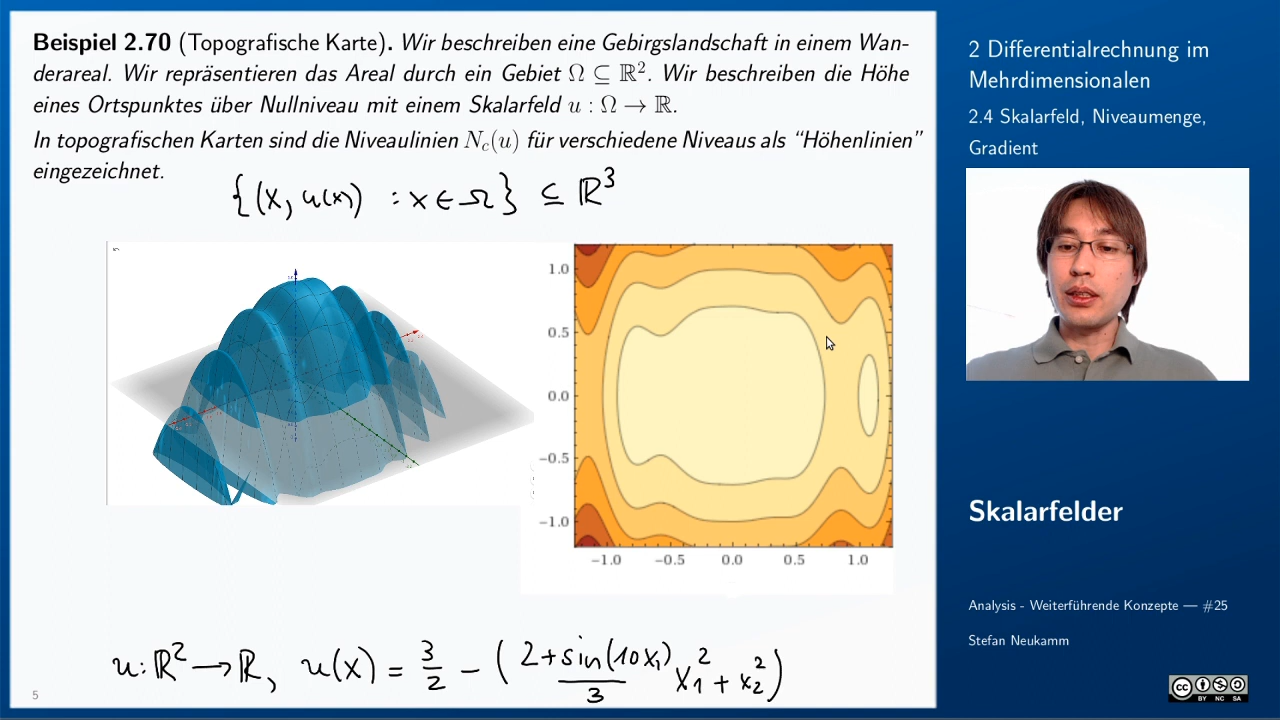 Beispiel 2.70 (Topografische Karte). Wir beschreiben eine Gebirgslandschaft in einem Wan-
derareal. Wir repräsentieren das Areal durch ein Gebiet Ω ⊆ ℝ². Wir beschreiben die Höhe
eines Ortspunktes über Nullniveau mit einem Skalarfeld u : Ω → ℝ.
In topografischen Karten sind die Niveaulinien N_c(u) für verschiedene Niveaus als “Höhenlinien”
eingezeichnet.
{(x, u(x)) : x ∈ Ω} ⊆ ℝ³
1.0
0.5
0.0
−0.5
−1.0
−1.0 −0.5 0.0 0.5 1.0
u: ℝ² → ℝ, u(x) = 3/2 − ( (2+sin(10x₁))/3 x₁² + x₂² )
5
2 Differentialrechnung im
Mehrdimensionalen
2.4 Skalarfeld, Niveaumenge,
Gradient
Skalarfelder
Analysis - Weiterführende Konzepte — #25
Stefan Neukamm
cc BY NC SA